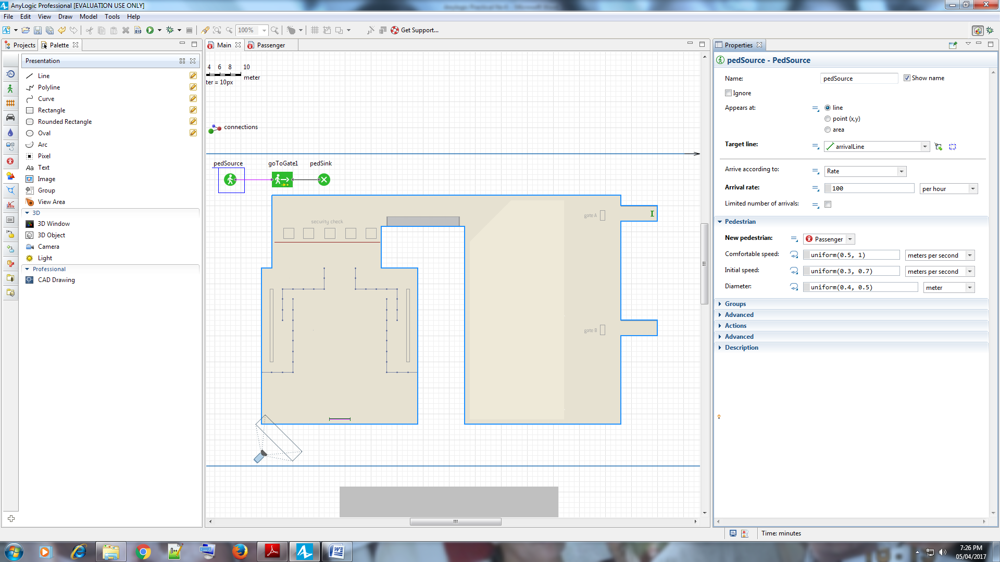 AnyLogic Professional [EVALUATION USE ONLY]
File Edit View Draw Model Tools Help
100% Get Support...
Projects Palette
Presentation
Line
Polyline
Curve
Rectangle
Rounded Rectangle
Oval
Arc
Pixel
Aa Text
Image
Group
View Area
3D
3D Window
3D Object
Camera
Light
Professional
CAD Drawing
OK
Main Passenger
4 6 8 10
meter
ter = 10px
connections
pedSource goToGate1 pedSink
security check
gate A
gate B
Properties
pedSource - PedSource
Name: pedSource Show name
Ignore
Appears at: line
point (x,y)
area
Target line: arrivalLine
Arrive according to: Rate
Arrival rate: 100 per hour
Limited number of arrivals:
Pedestrian
New pedestrian: Passenger
Comfortable speed: uniform(0.5, 1) meters per second
Initial speed: uniform(0.3, 0.7) meters per second
Diameter: uniform(0.4, 0.5) meter
Groups
Advanced
Actions
Advanced
Description
Time: minutes
7:26 PM
05/04/2017